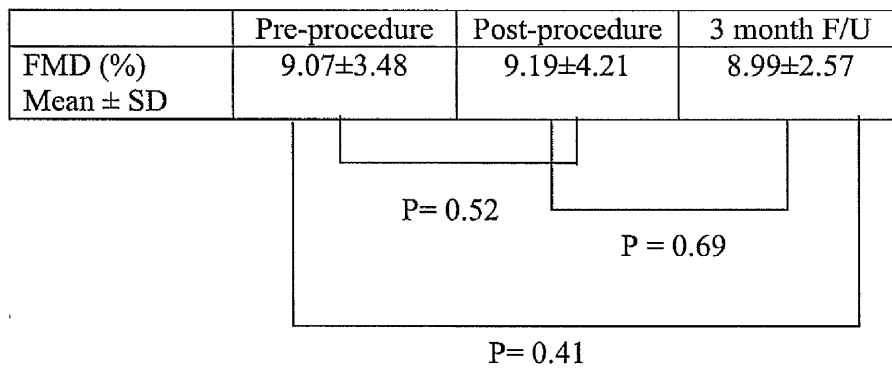 Pre-procedure Post-procedure 3 month F/U
FMD (%) 9.07±3.48 9.19±4.21 8.99±2.57
Mean ± SD
P= 0.52
P = 0.69
P= 0.41